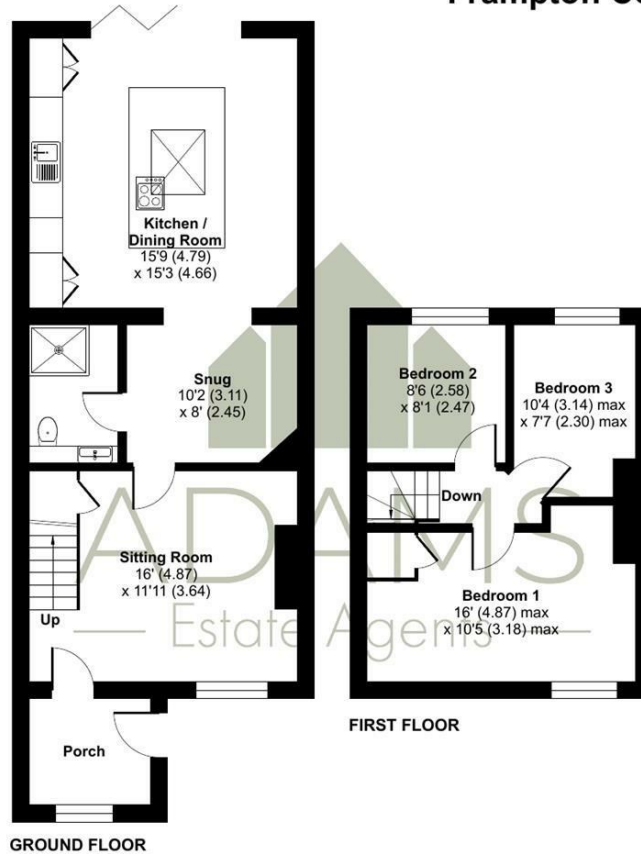 Kitchen /
Dining Room
15'9 (4.79)
x 15'3 (4.66)
Snug
10'2 (3.11)
x 8' (2.45)
Sitting Room
16' (4.87)
x 11'11 (3.64)
Up
Porch
GROUND FLOOR
Bedroom 2
8'6 (2.58)
x 8'1 (2.47)
Bedroom 3
10'4 (3.14) max
x 7'7 (2.30) max
Down
Bedroom 1
16' (4.87) max
x 10'5 (3.18) max
FIRST FLOOR
ADAMS
Estate Agents